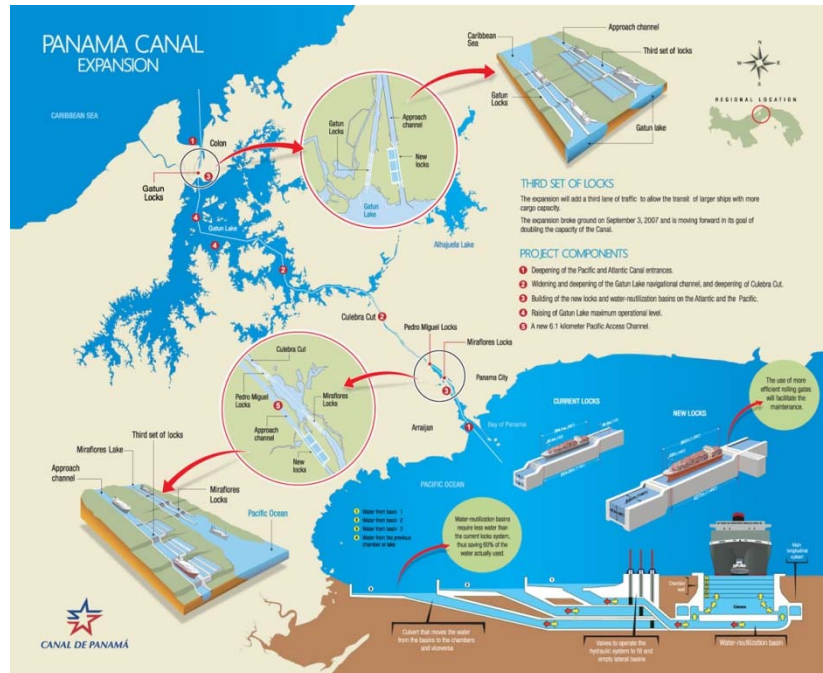 PANAMA CANAL
EXPANSION
CARIBBEAN SEA
Colon
Gatun
Locks
Gatun Lake
Alhajuela Lake
Culebra Cut
Pedro Miguel Locks
Miraflores Locks
Panama City
Arraijan
Bay of Panama
PACIFIC OCEAN
Gatun
Locks
Approach
channel
New
locks
Gatun
Lake
Caribbean
Sea
Approach channel
Third set of locks
Gatun
Locks
Gatun lake
N
W
E
S
REGIONAL LOCATION
THIRD SET OF LOCKS
The expansion will add a third lane of traffic to allow the transit of larger ships with more
cargo capacity.
The expansion broke ground on September 3, 2007 and is moving forward in its goal of
doubling the capacity of the Canal.
PROJECT COMPONENTS
1 Deepening of the Pacific and Atlantic Canal entrances.
2 Widening and deepening of the Gatun Lake navigational channel, and deepening of Culebra Cut.
3 Building of the new locks and water-reutilization basins on the Atlantic and the Pacific.
4 Raising of Gatun Lake maximum operational level.
5 A new 6.1 kilometer Pacific Access Channel.
Culebra Cut
Pedro Miguel
Locks
5
Miraflores
Locks
Approach
channel
New
locks
Third set of locks
Miraflores Lake
Approach
channel
Miraflores
Locks
Pacific Ocean
CURRENT LOCKS
NEW LOCKS
The use of more
efficient rolling gates
will facilitate the
maintenance.
1 Water from basin 1
2 Water from basin 2
3 Water from basin 3
4 Water from the previous
chamber or lake
Water-reutilization basins
require less water than
the current locks system,
thus saving 60% of the
water actually used.
Chamber
wall
Main
longitudinal
culvert
Culvert that moves the water
from the basins to the chambers
and viceversa
Valves to operate the
hydraulic system to fill and
empty lateral basins
Water-reutilization basin
CANAL DE PANAMÁ